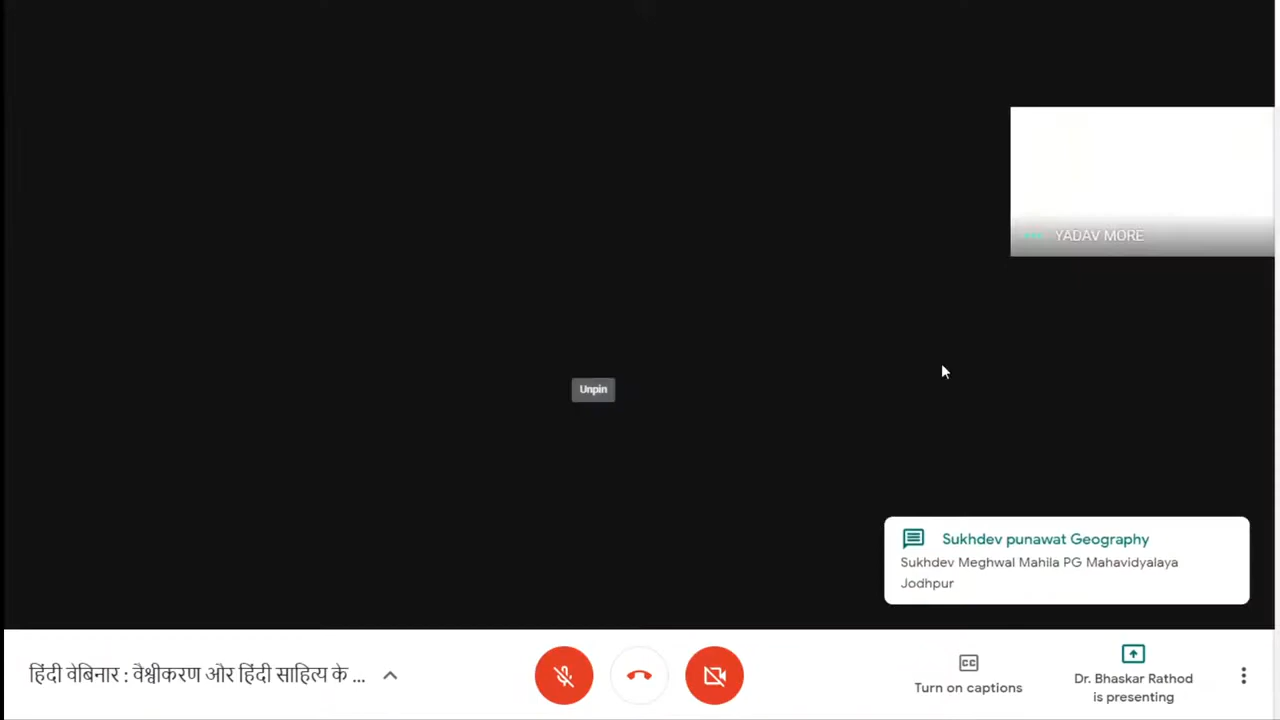 YADAV MORE
Unpin
Sukhdev punawat Geography
Sukhdev Meghwal Mahila PG Mahavidyalaya
Jodhpur
हिंदी वेबिनार : वैश्वीकरण और हिंदी साहित्य के ...
CC
Turn on captions
Dr. Bhaskar Rathod
is presenting